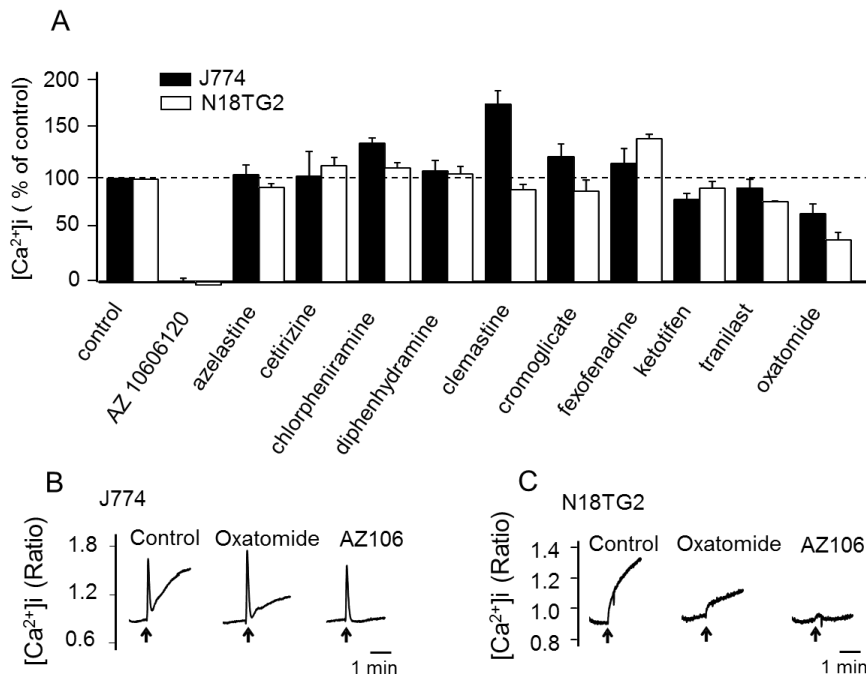 A
[Ca²⁺]i ( % of control)
200
150
100
50
0
J774
N18TG2
control
AZ 10606120
azelastine
cetirizine
chlorpheniramine
diphenhydramine
clemastine
cromoglicate
fexofenadine
ketotifen
tranilast
oxatomide
B
J774
[Ca²⁺]i (Ratio)
1.8
1.2
0.6
Control
Oxatomide
AZ106
1 min
C
N18TG2
[Ca²⁺]i (Ratio)
1.4
1.2
1.0
0.8
Control
Oxatomide
AZ106
1 min